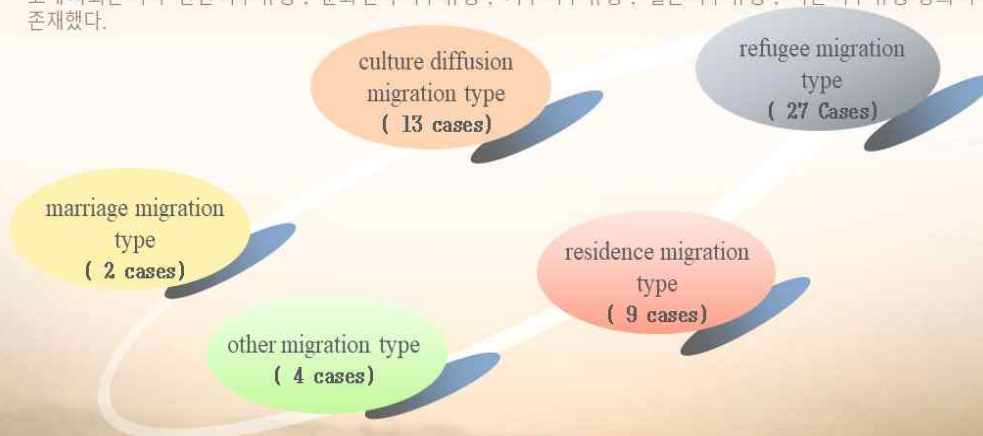 존재했다.
culture diffusion
migration type
( 13 cases)
refugee migration
type
( 27 Cases)
marriage migration
type
( 2 cases)
residence migration
type
( 9 cases)
other migration type
( 4 cases)